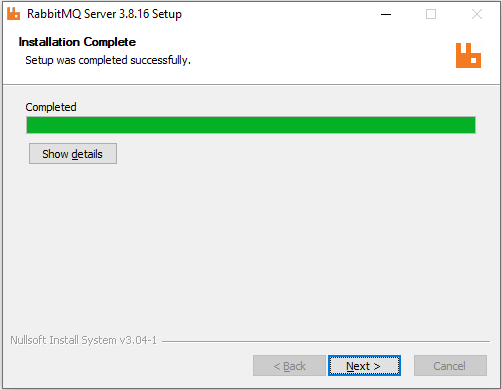 RabbitMQ Server 3.8.16 Setup
Installation Complete
Setup was completed successfully.
Completed
Show details
Nullsoft Install System v3.04-1
< Back
Next >
Cancel